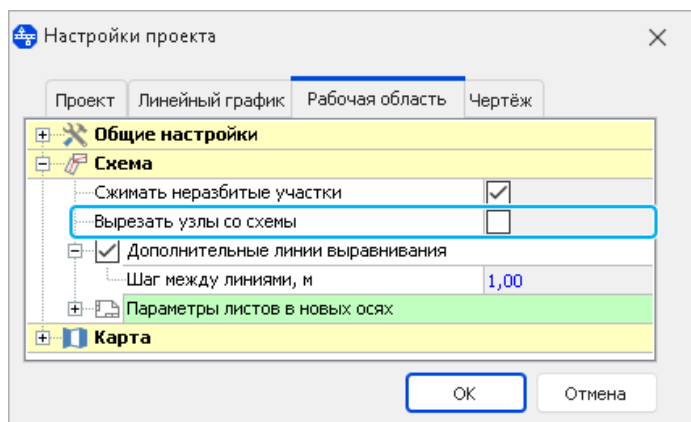 Настройки проекта
Проект Линейный график Рабочая область Чертёж
Общие настройки
Схема
Сжимать неразбитые участки
Вырезать узлы со схемы
Дополнительные линии выравнивания
Шаг между линиями, м 1,00
Параметры листов в новых осях
Карта
ОК Отмена